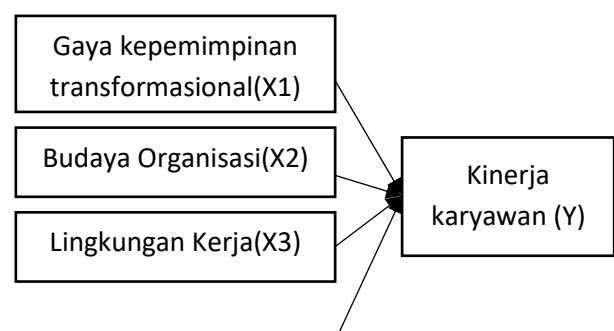 Gaya kepemimpinan
transformasional(X1)
Budaya Organisasi(X2)
Lingkungan Kerja(X3)
Kinerja
karyawan (Y)